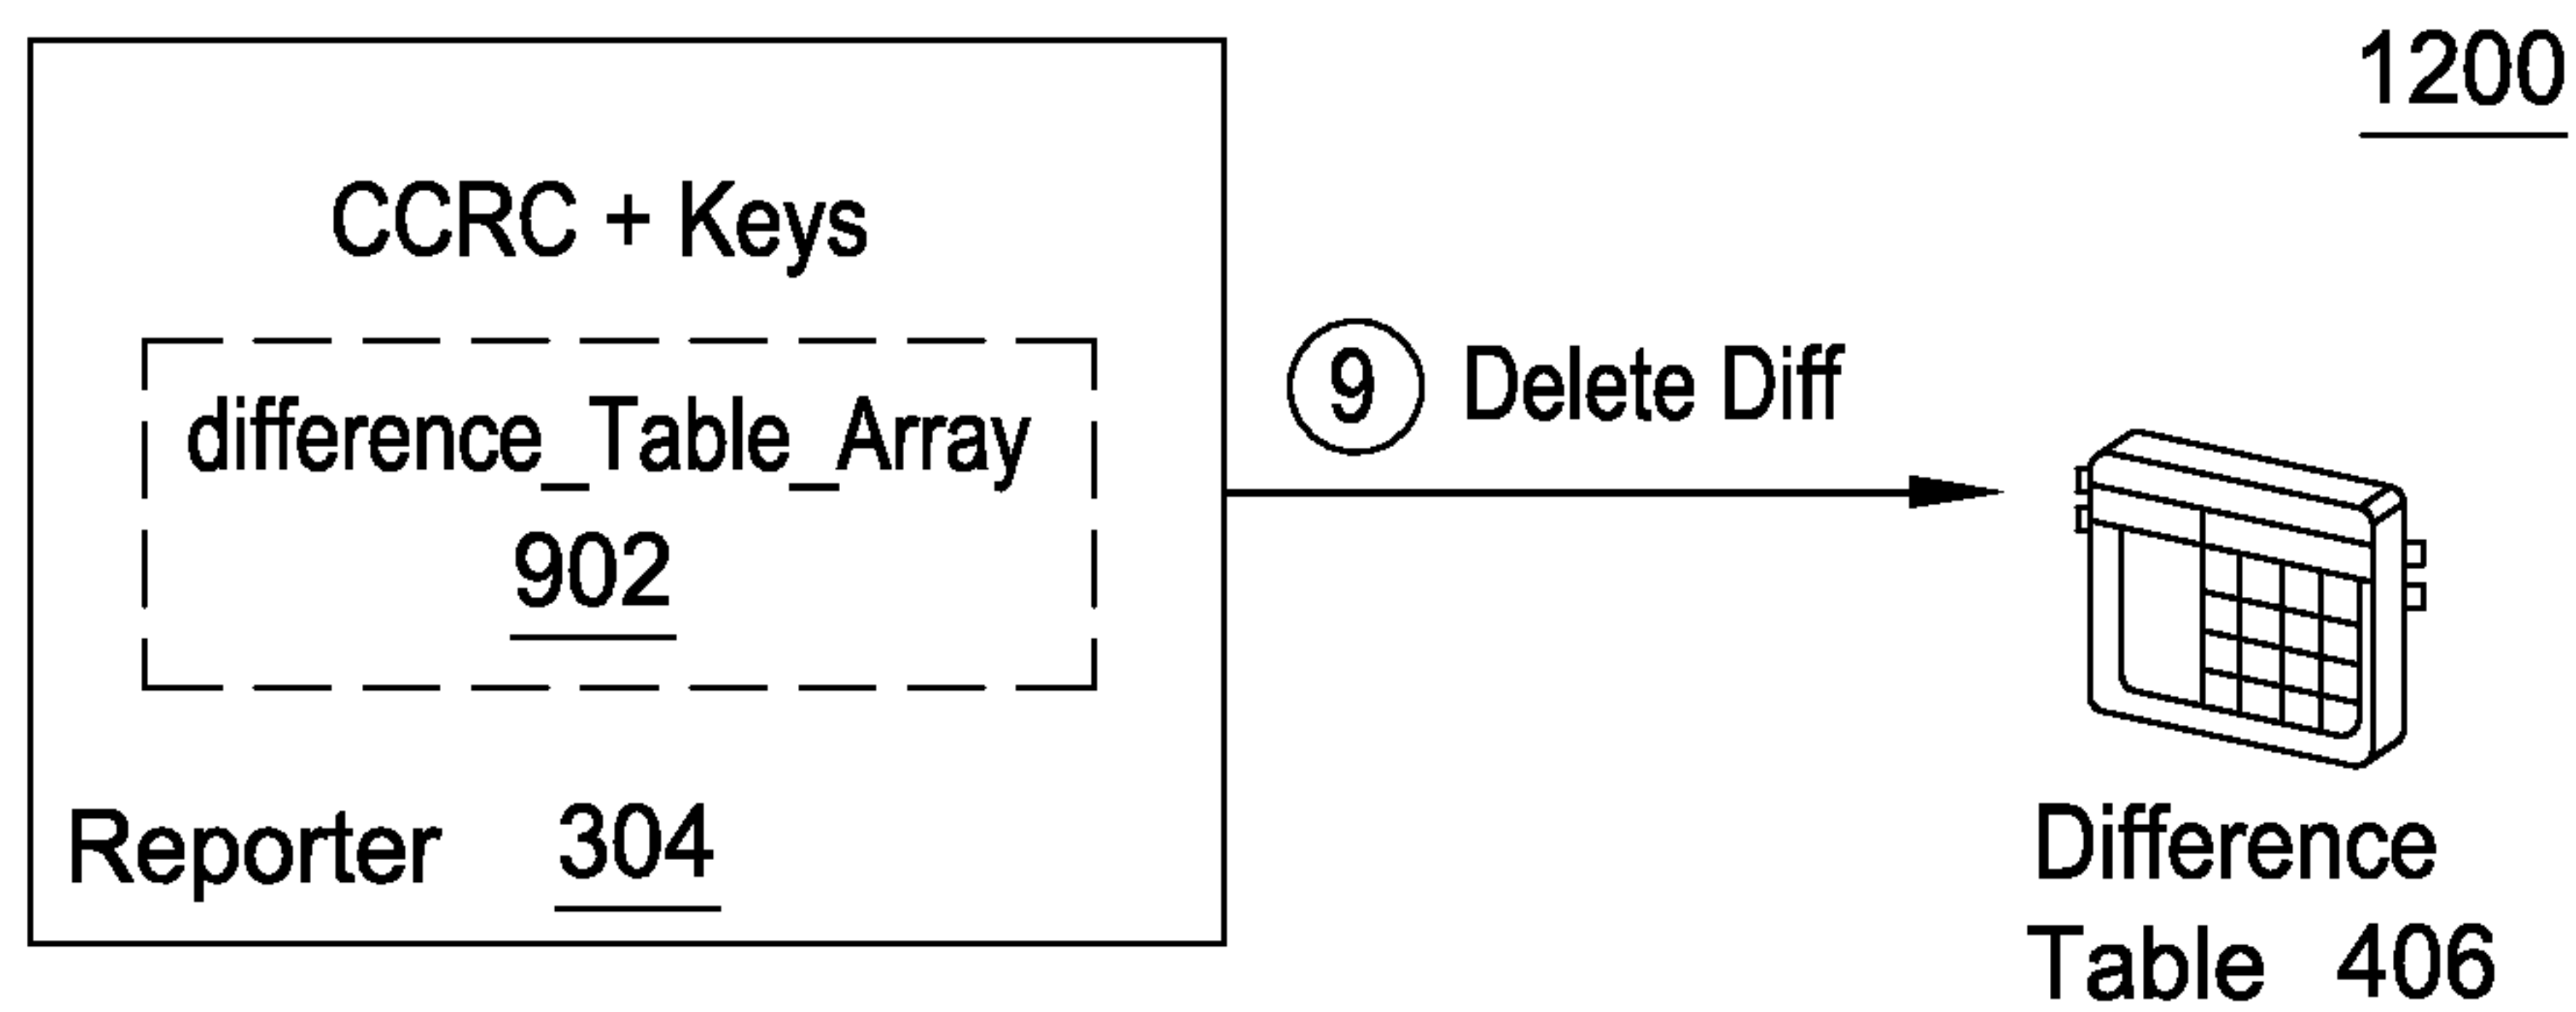 1200
CCRC + Keys
difference_Table_Array
902
Reporter 304
9 Delete Diff
Difference
Table 406